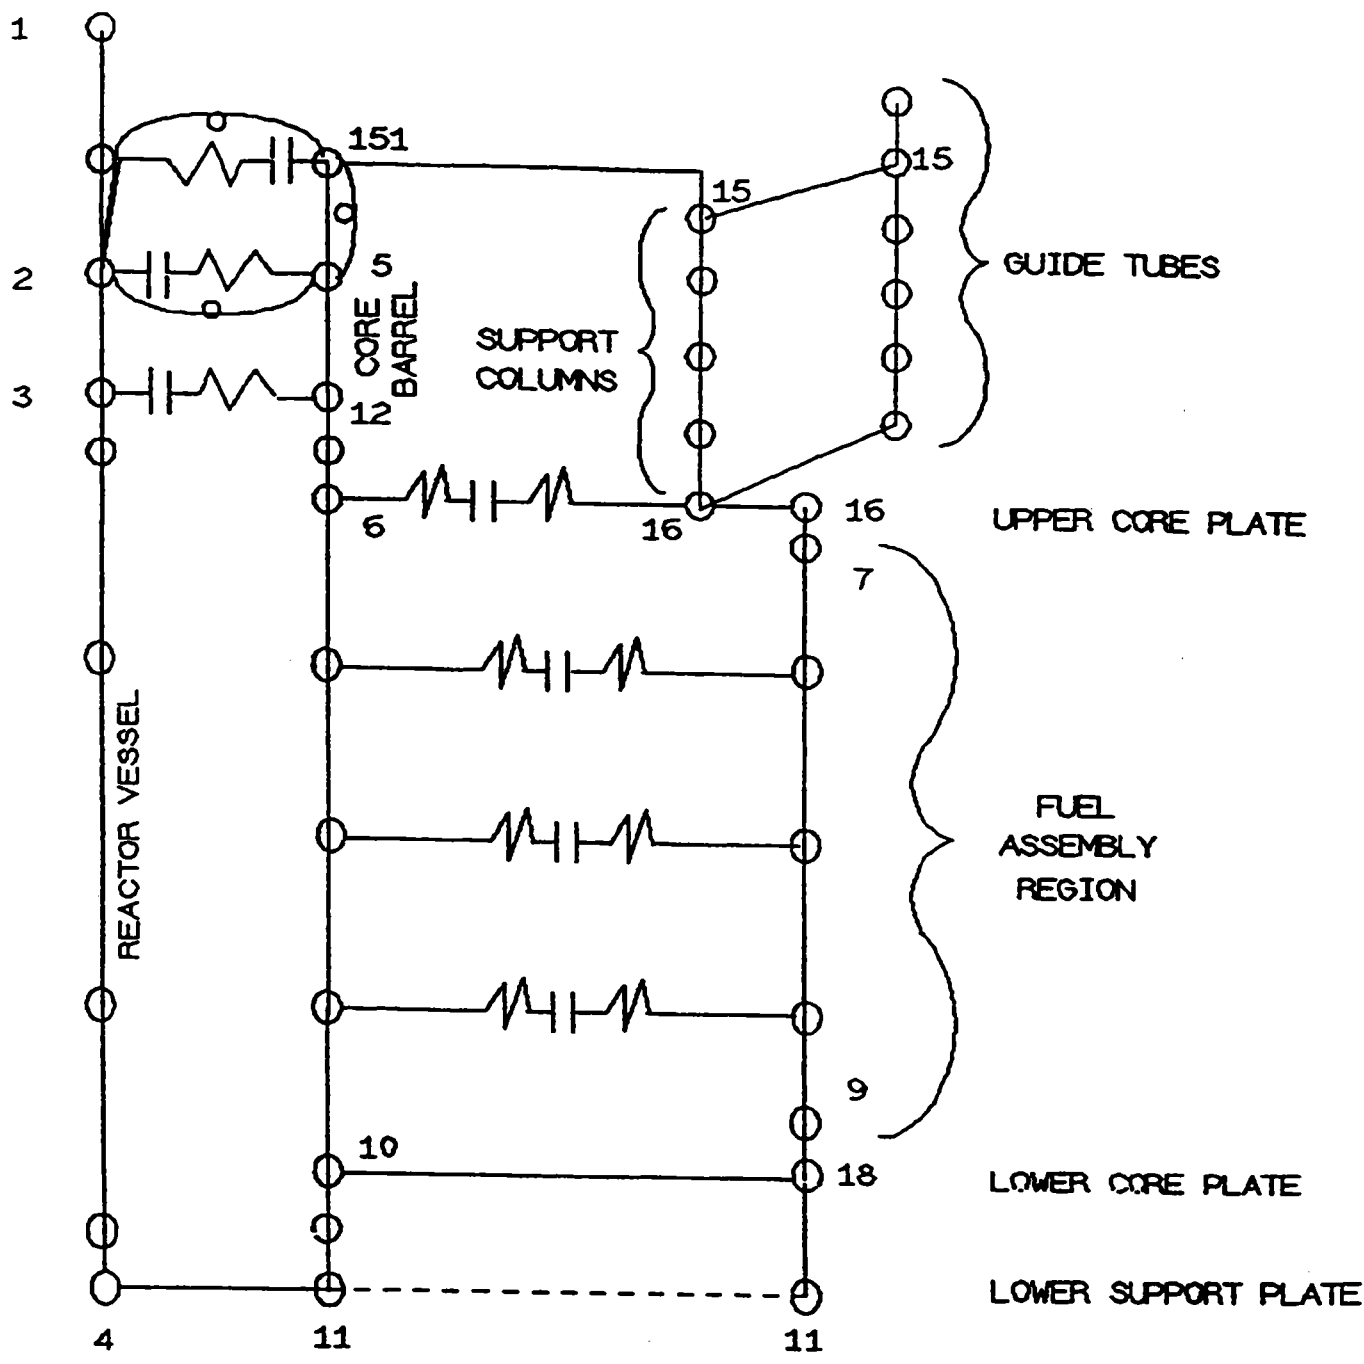 1
151
15
15
2
5
GUIDE TUBES
CORE
BARREL
SUPPORT
COLUMNS
3
12
6
16
16
UPPER CORE PLATE
7
REACTOR VESSEL
FUEL
ASSEMBLY
REGION
9
10
18
LOWER CORE PLATE
LOWER SUPPORT PLATE
4
11
11